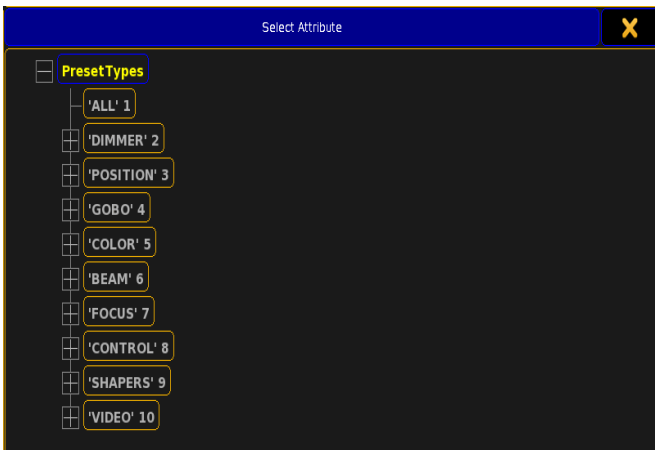 Select Attribute
X
PresetTypes
'ALL' 1
'DIMMER' 2
'POSITION' 3
'GOBO' 4
'COLOR' 5
'BEAM' 6
'FOCUS' 7
'CONTROL' 8
'SHAPERS' 9
'VIDEO' 10